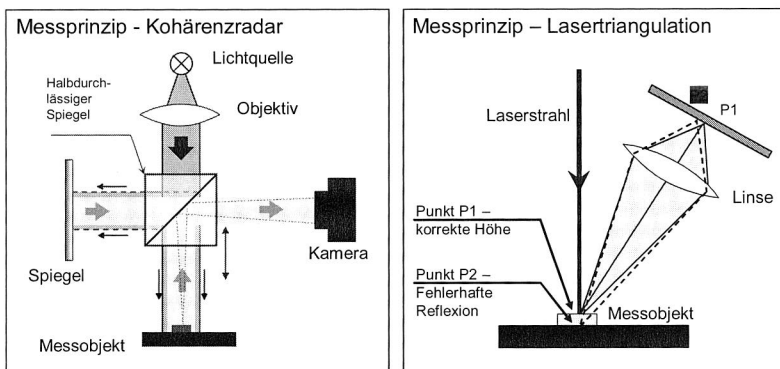 Messprinzip - Kohärenzradar
Lichtquelle
Halbdurch-
lässiger
Spiegel
Objektiv
Spiegel
Kamera
Messobjekt
Messprinzip – Lasertriangulation
P1
Laserstrahl
Linse
Punkt P1 –
korrekte Höhe
Punkt P2 –
Fehlerhafte
Reflexion
Messobjekt